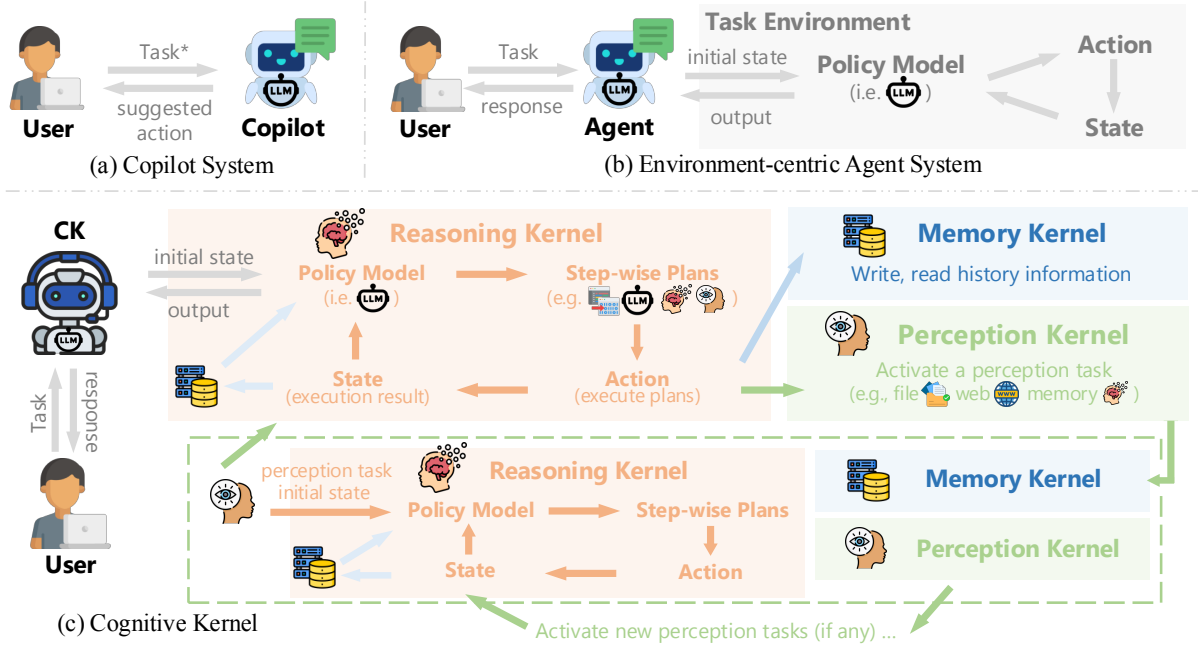 Task*
LLM
suggested
action
User
Copilot
(a) Copilot System
Task
response
LLM
User
Agent
Task Environment
initial state
output
Policy Model
(i.e. LLM )
Action
State
(b) Environment-centric Agent System
CK
LLM
initial state
output
Task
response
User
Reasoning Kernel
Policy Model
(i.e. LLM )
Step-wise Plans
(e.g. LLM )
State
(execution result)
Action
(execute plans)
Memory Kernel
Write, read history information
Perception Kernel
Activate a perception task
(e.g., file web WWW memory )
perception task
initial state
Reasoning Kernel
Policy Model
Step-wise Plans
State
Action
Memory Kernel
Perception Kernel
(c) Cognitive Kernel
Activate new perception tasks (if any) ...